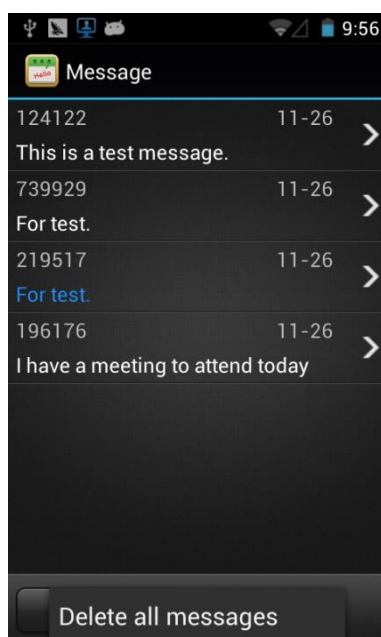 9:56
Message
124122 11-26
This is a test message.
739929 11-26
For test.
219517 11-26
For test.
196176 11-26
I have a meeting to attend today
Delete all messages